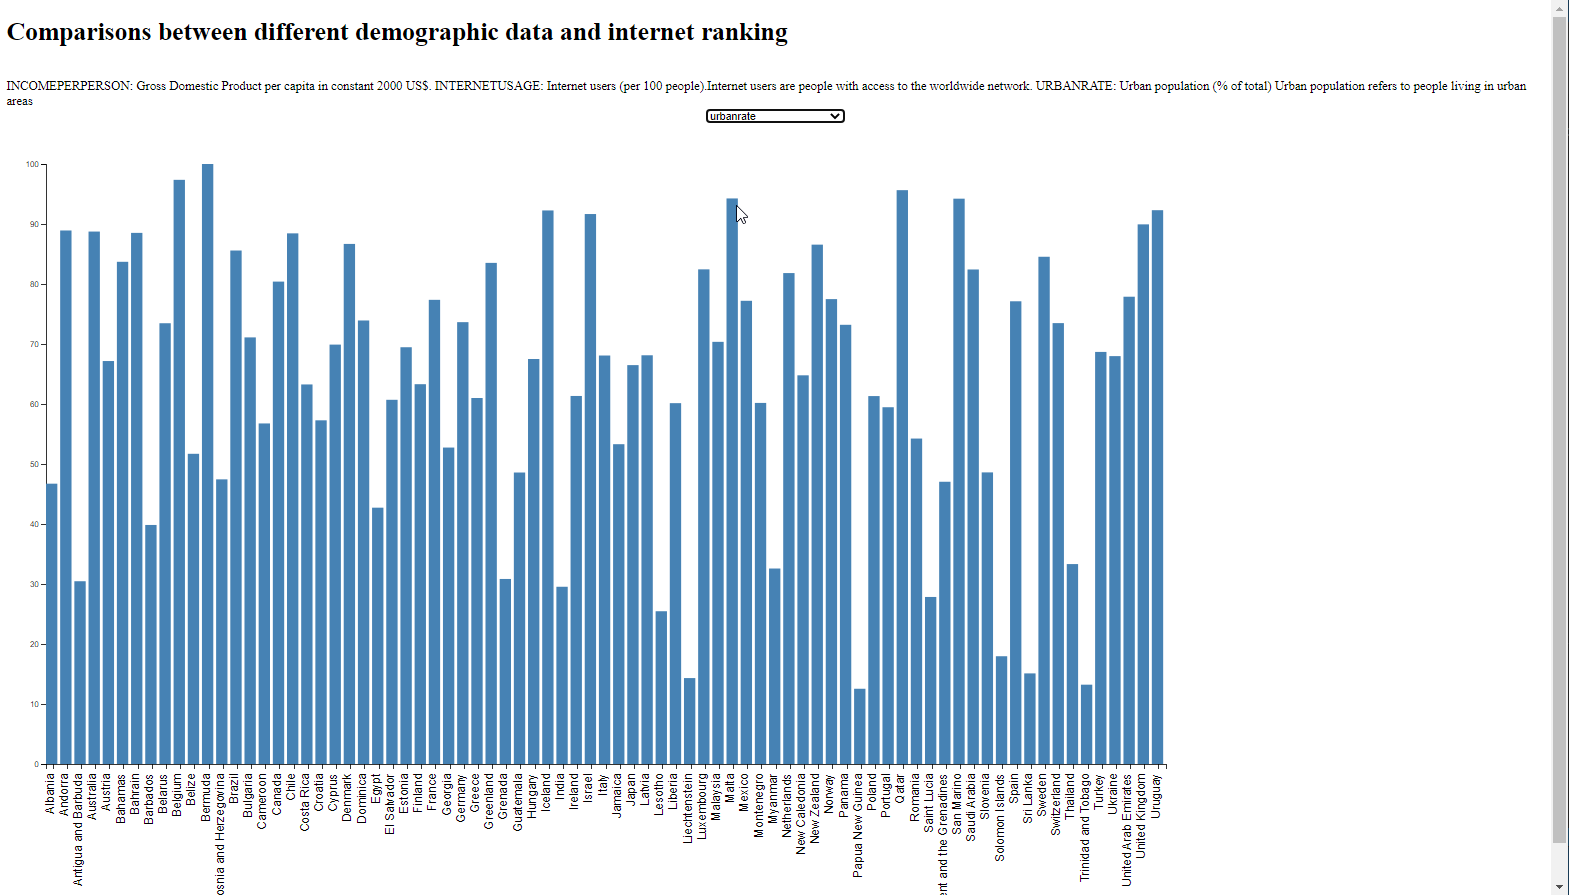 Comparisons between different demographic data and internet ranking
INCOMEPERPERSON: Gross Domestic Product per capita in constant 2000 US$. INTERNETUSAGE: Internet users (per 100 people).Internet users are people with access to the worldwide network. URBANRATE: Urban population (% of total) Urban population refers to people living in urban
areas
urbanrate
100
90
80
70
60
50
40
30
20
10
0
Albania
Andorra
Antigua and Barbuda
Australia
Austria
Bahamas
Bahrain
Barbados
Belarus
Belgium
Belize
Bermuda
osnia and Herzegowina
Brazil
Bulgaria
Cameroon
Canada
Chile
Costa Rica
Croatia
Cyprus
Denmark
Dominica
Egypt
El Salvador
Estonia
Finland
France
Georgia
Germany
Greece
Greenland
Grenada
Guatemala
Hungary
Iceland
India
Ireland
Israel
Italy
Jamaica
Japan
Latvia
Lesotho
Liberia
Liechtenstein
Luxembourg
Malaysia
Malta
Mexico
Montenegro
Myanmar
Netherlands
New Caledonia
New Zealand
Norway
Panama
Papua New Guinea
Poland
Portugal
Qatar
Romania
Saint Lucia
nt and the Grenadines
San Marino
Saudi Arabia
Slovenia
Solomon Islands
Spain
Sri Lanka
Sweden
Switzerland
Thailand
Trinidad and Tobago
Turkey
Ukraine
United Arab Emirates
United Kingdom
Uruguay